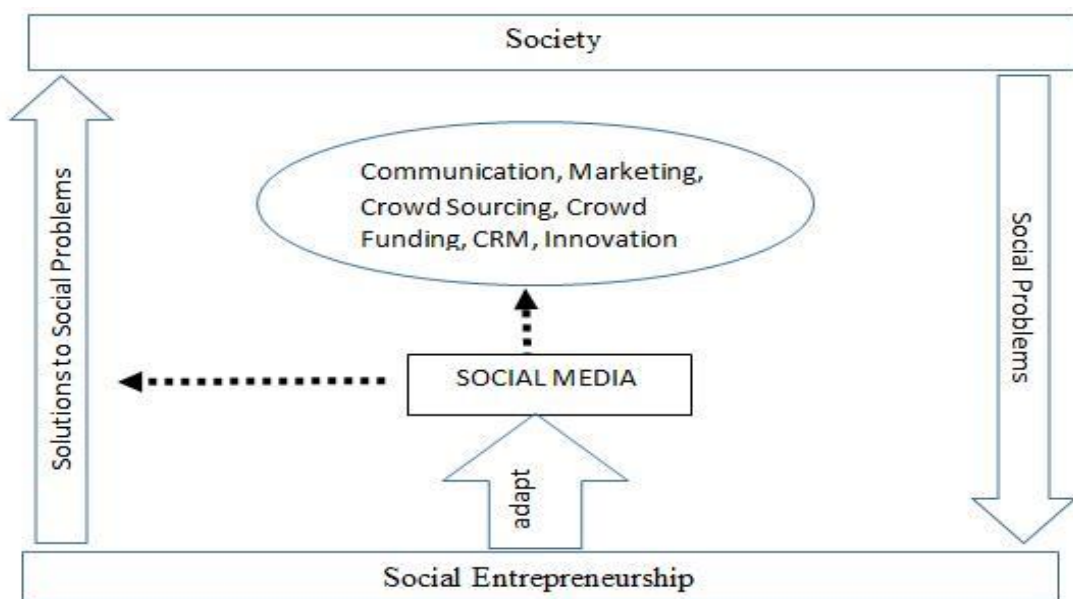 Society
Communication, Marketing,
Crowd Sourcing, Crowd
Funding, CRM, Innovation
Solutions to Social Problems
Social Problems
SOCIAL MEDIA
adapt
Social Entrepreneurship